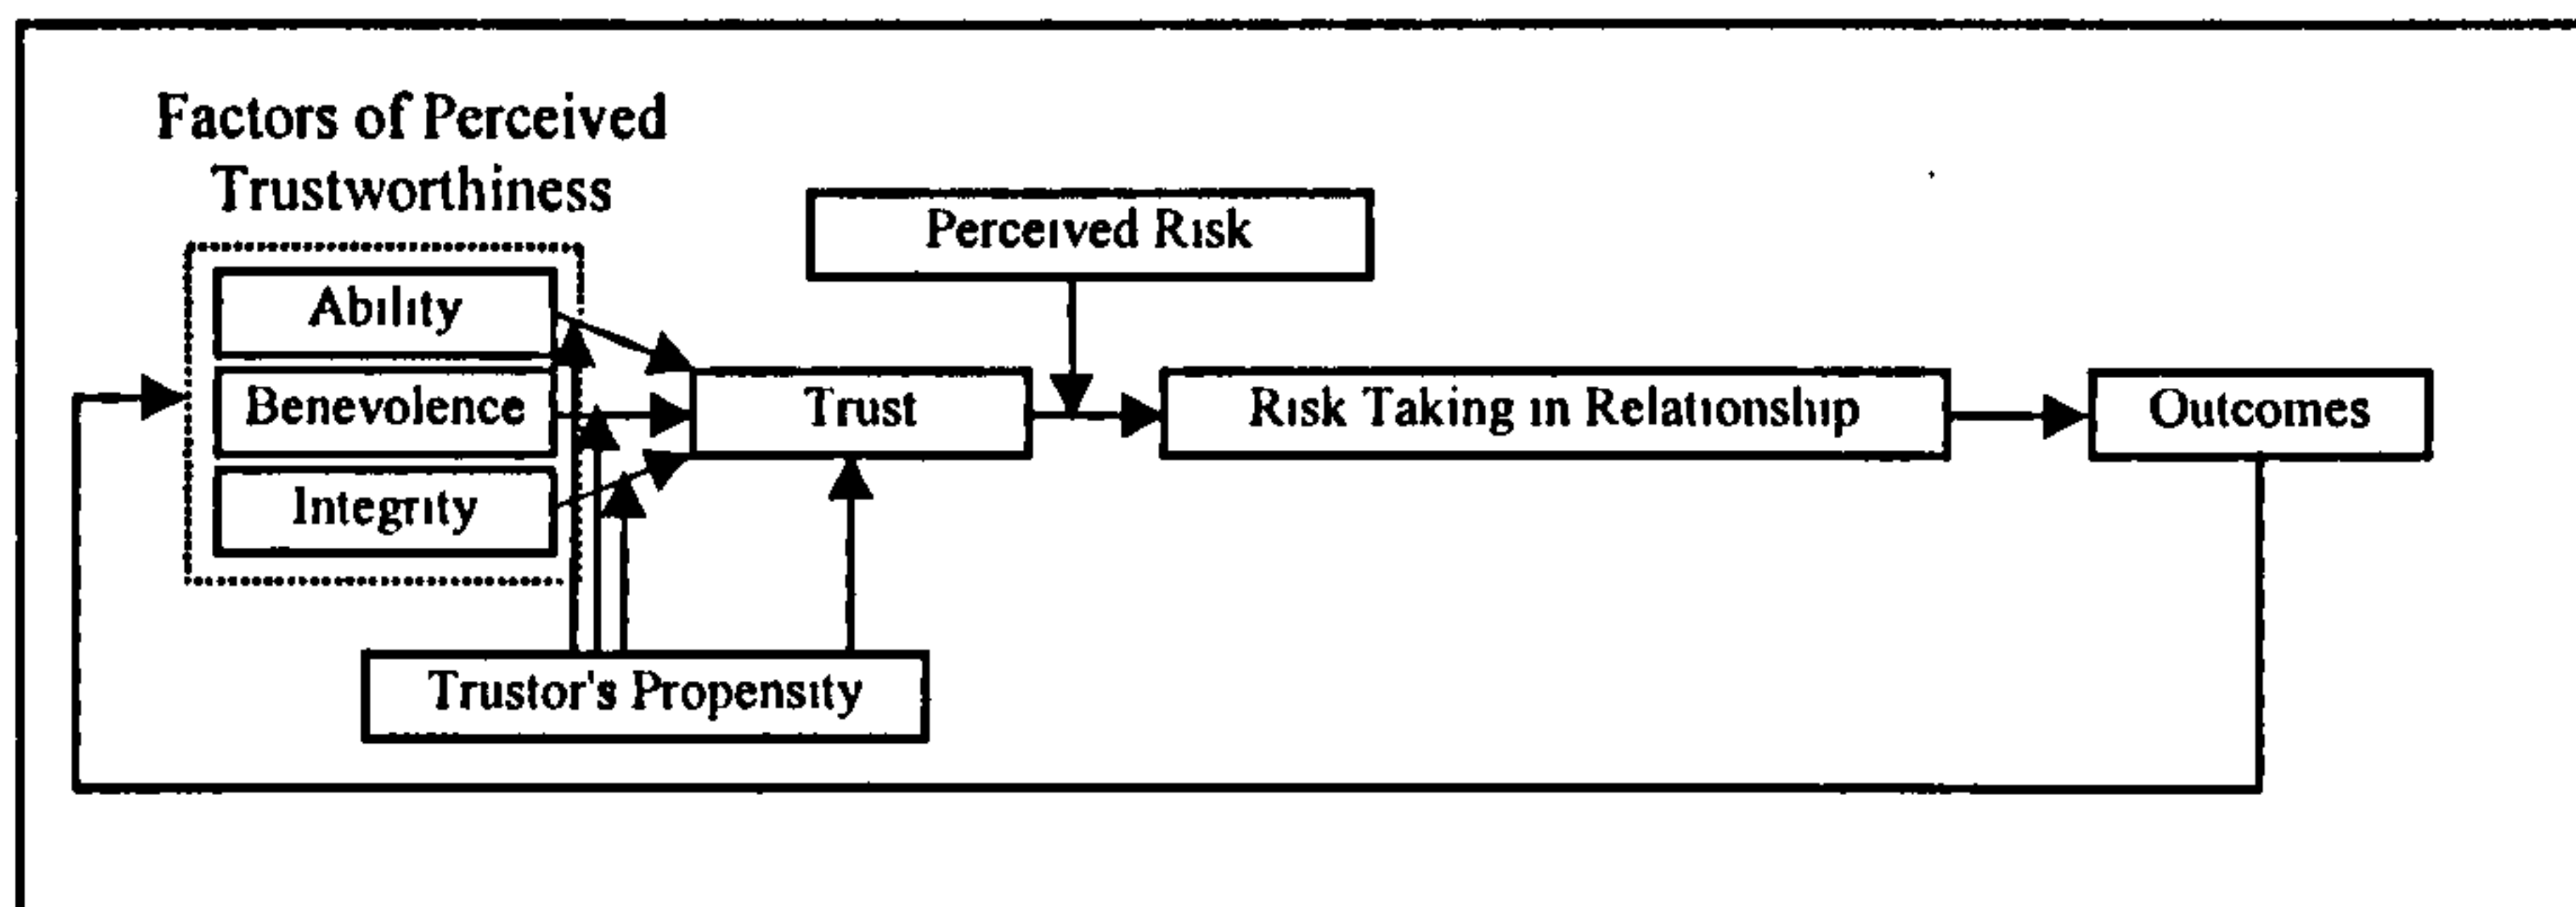 Factors of Perceived
Trustworthiness
Perceived Risk
Ability
Benevolence
Trust
Risk Taking in Relationship
Outcomes
Integrity
Trustor's Propensity